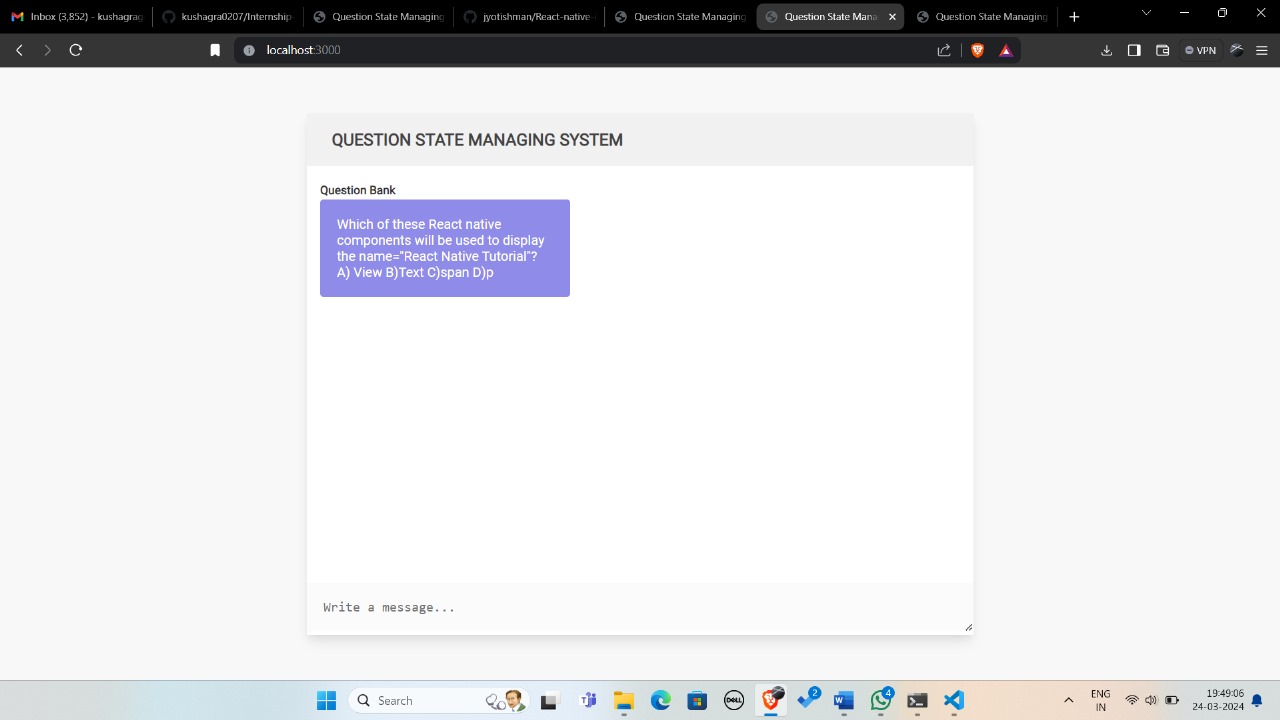 Inbox (3,852) - kushagrag
kushagra0207/Internship
Question State Managing
jyotishman/React-native-
Question State Managing
Question State Mana
Question State Managing
localhost:3000
VPN
QUESTION STATE MANAGING SYSTEM
Question Bank
Which of these React native
components will be used to display
the name="React Native Tutorial"?
A) View B)Text C)span D)p
Write a message...
Search
DELL
2
4
ENG
IN
19:49:06
24-03-2024